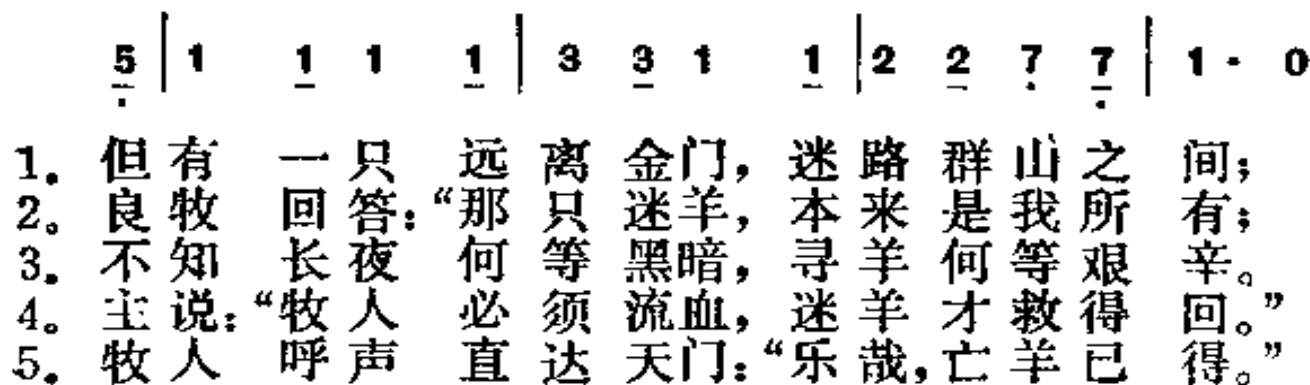 5 | 1 1 1 1 | 3 3 1 1 | 2 2 7 7 | 1 · 0
1。但有一只远离金门，迷路群山之间；
2。良牧回答：“那只迷羊，本来是我所有；
3。不知长夜何等黑暗，寻羊何等艰辛。
4。主说：“牧人必须流血，迷羊才救得回。”
5。牧人呼声直达天门：“乐哉，亡羊已得。”